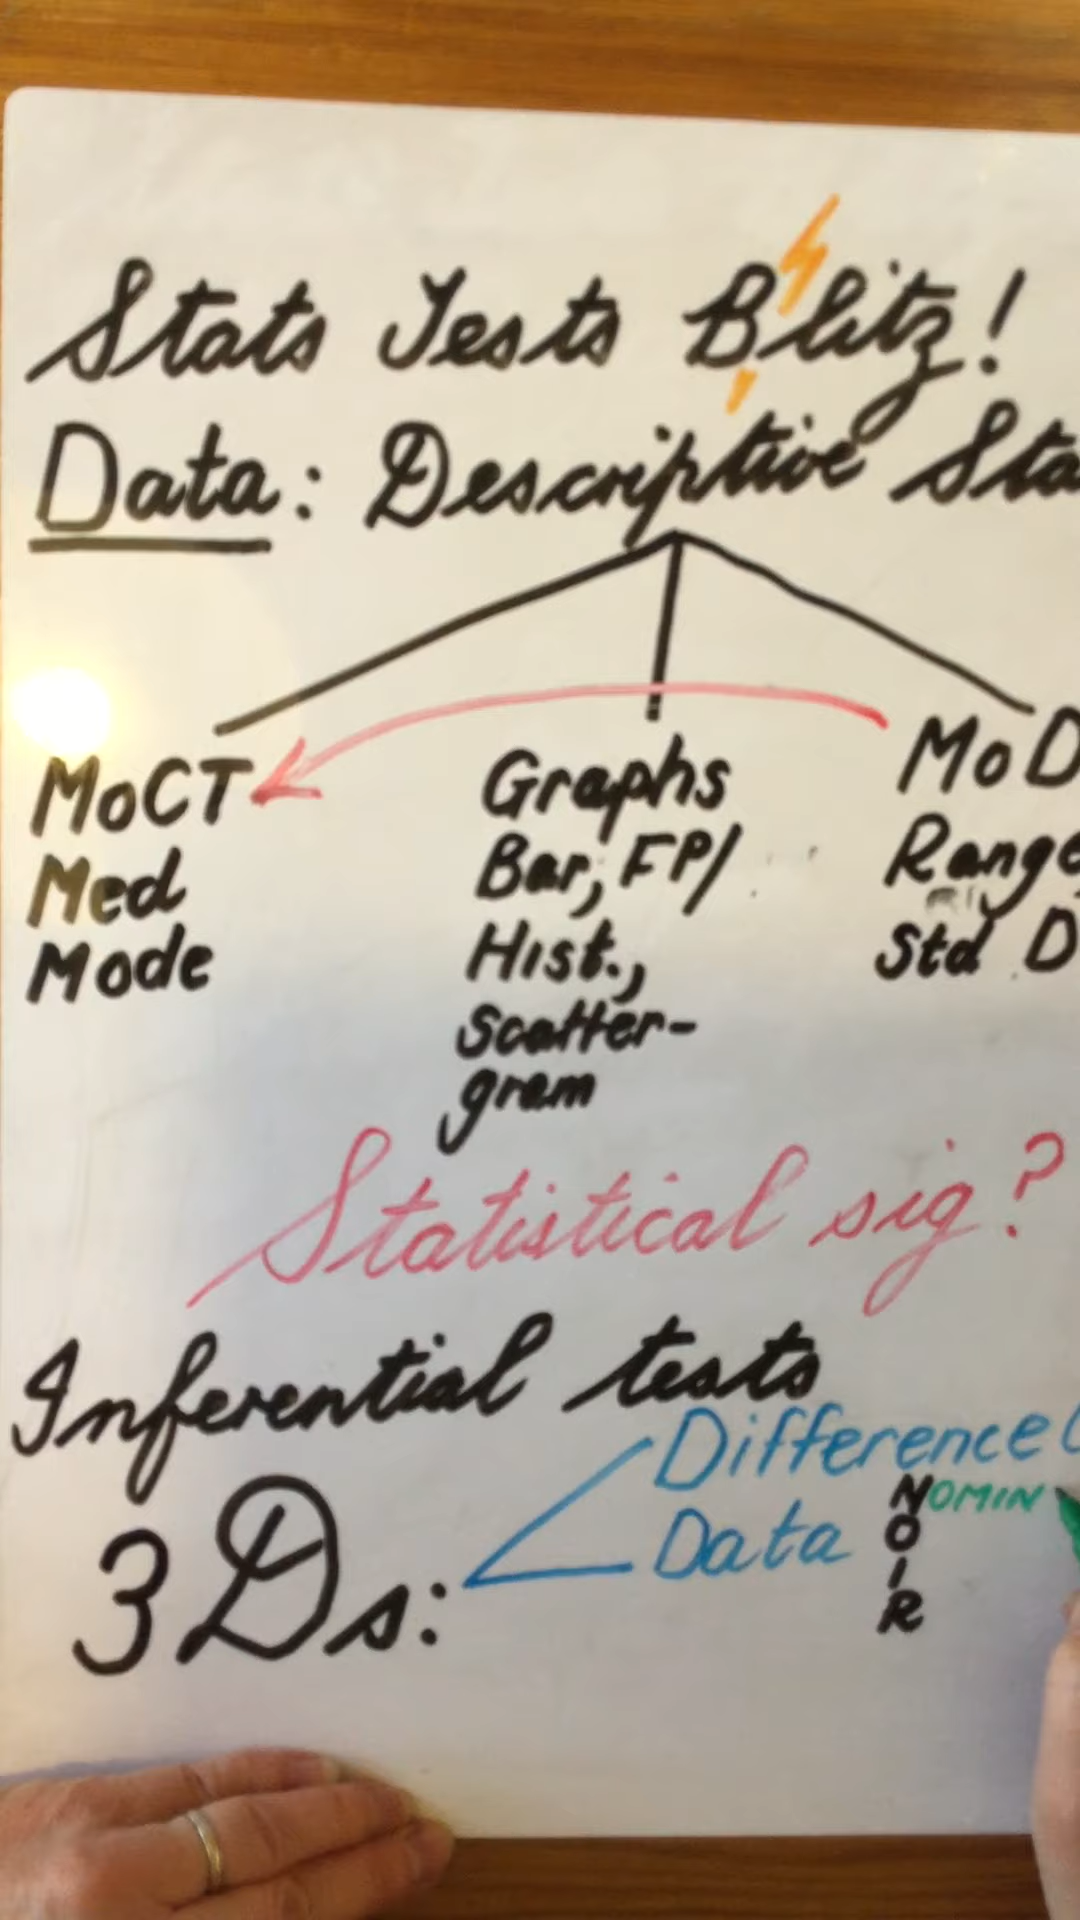 Stats Tests Blitz!
Data: Descriptive Sta
MoCT
Med
Mode
Graphs
Bar, FP/
Hist.,
Scatter-
gram
MoD
Range
Std D
Statistical sig?
Inferential tests
3Ds:
Difference
Data
NOMIN
O
I
R